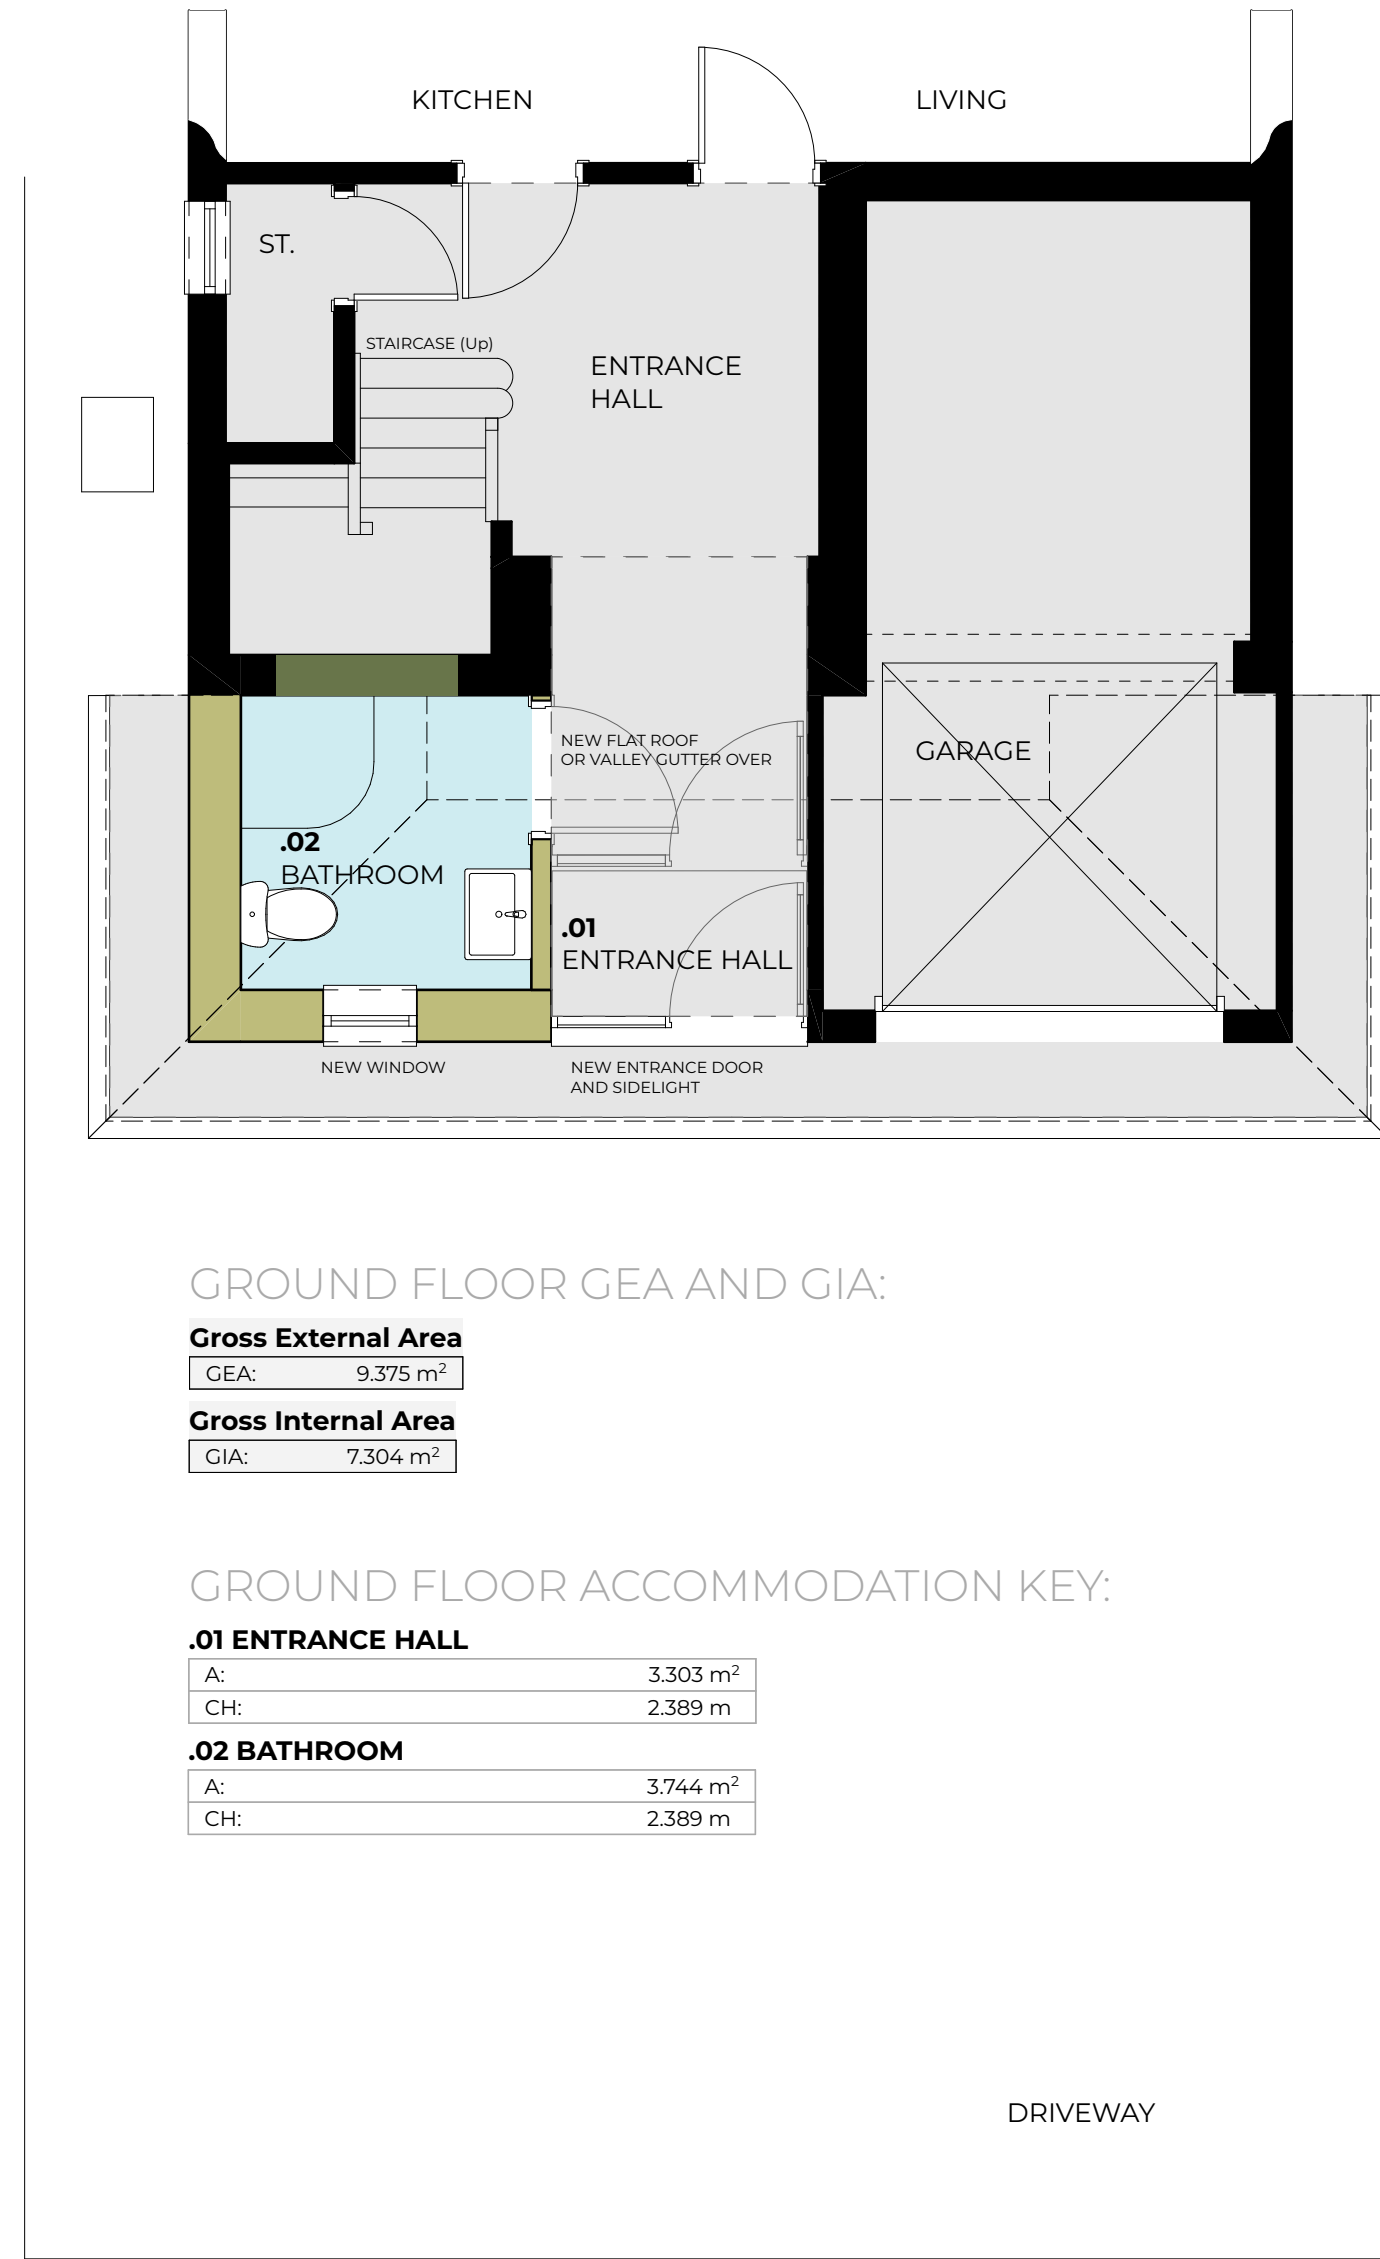 KITCHEN
LIVING
ST.
STAIRCASE (Up)
ENTRANCE
HALL
NEW FLAT ROOF
OR VALLEY GUTTER OVER
GARAGE
.02
BATHROOM
.01
ENTRANCE HALL
NEW WINDOW
NEW ENTRANCE DOOR
AND SIDELIGHT
GROUND FLOOR GEA AND GIA:
Gross External Area
GEA: 9.375 m²
Gross Internal Area
GIA: 7.304 m²
GROUND FLOOR ACCOMMODATION KEY:
.01 ENTRANCE HALL
A: 3.303 m²
CH: 2.389 m
.02 BATHROOM
A: 3.744 m²
CH: 2.389 m
DRIVEWAY